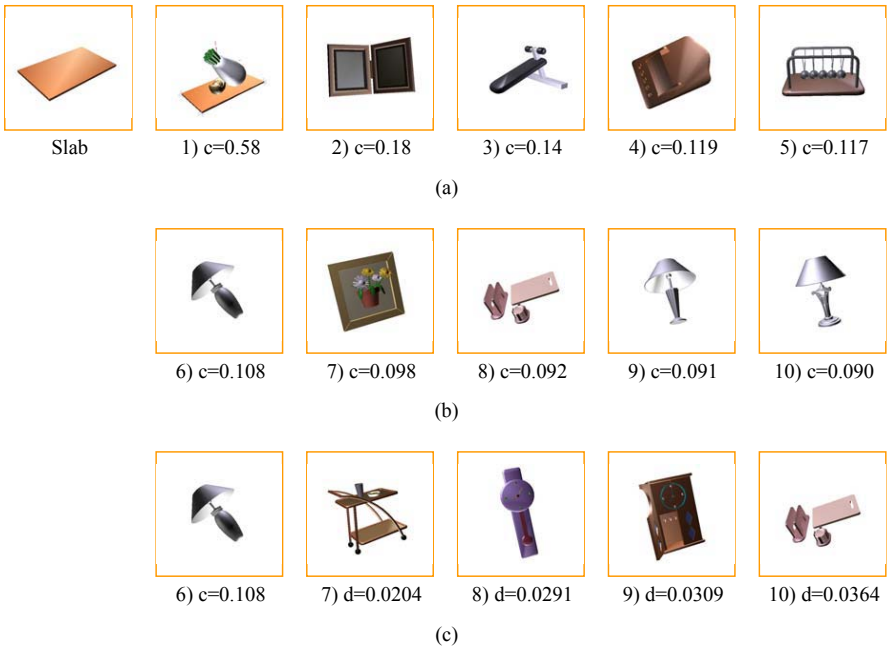 Slab 1) c=0.58 2) c=0.18 3) c=0.14 4) c=0.119 5) c=0.117
(a)
6) c=0.108 7) c=0.098 8) c=0.092 9) c=0.091 10) c=0.090
(b)
6) c=0.108 7) d=0.0204 8) d=0.0291 9) d=0.0309 10) d=0.0364
(c)